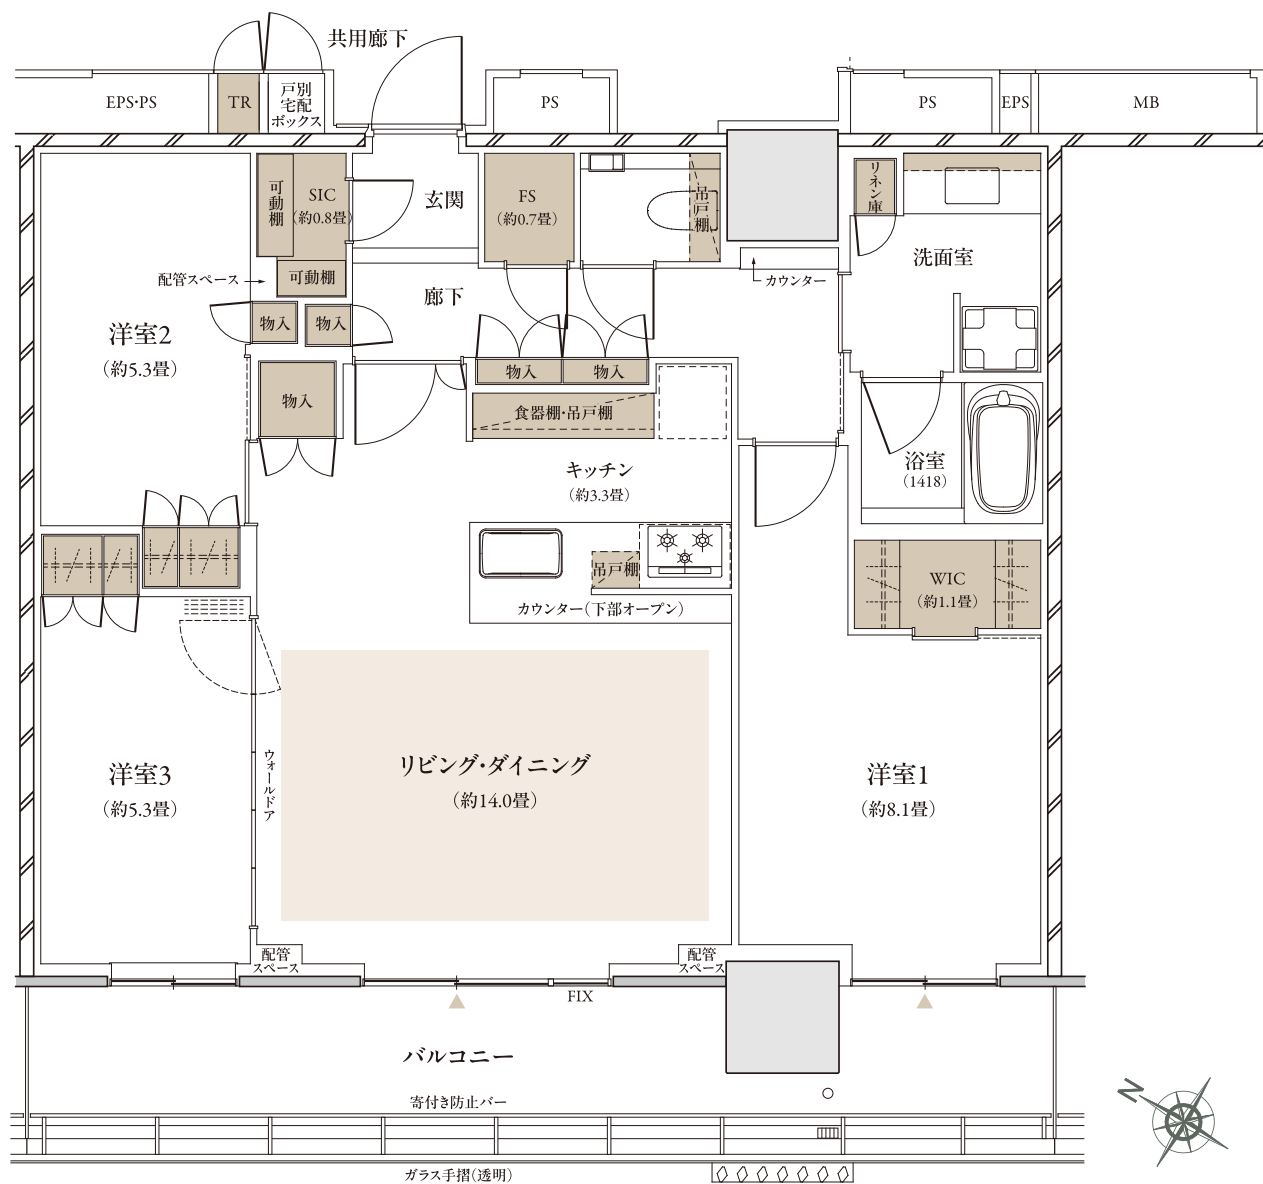 共用廊下
EPS·PS
TR
戸別
宅配
ボックス
PS
PS
EPS
MB
可動棚
SIC
(約0.8畳)
玄関
FS
(約0.7畳)
吊戸棚
リネン庫
洗面室
配管スペース
可動棚
廊下
カウンター
物入
物入
洋室2
(約5.3畳)
物入
物入
物入
食器棚・吊戸棚
キッチン
(約3.3畳)
浴室
(1418)
吊戸棚
カウンター(下部オープン)
WIC
(約1.1畳)
ウォールドア
リビング・ダイニング
(約14.0畳)
洋室3
(約5.3畳)
洋室1
(約8.1畳)
配管
スペース
配管
スペース
FIX
バルコニー
寄付き防止バー
ガラス手摺(透明)
N